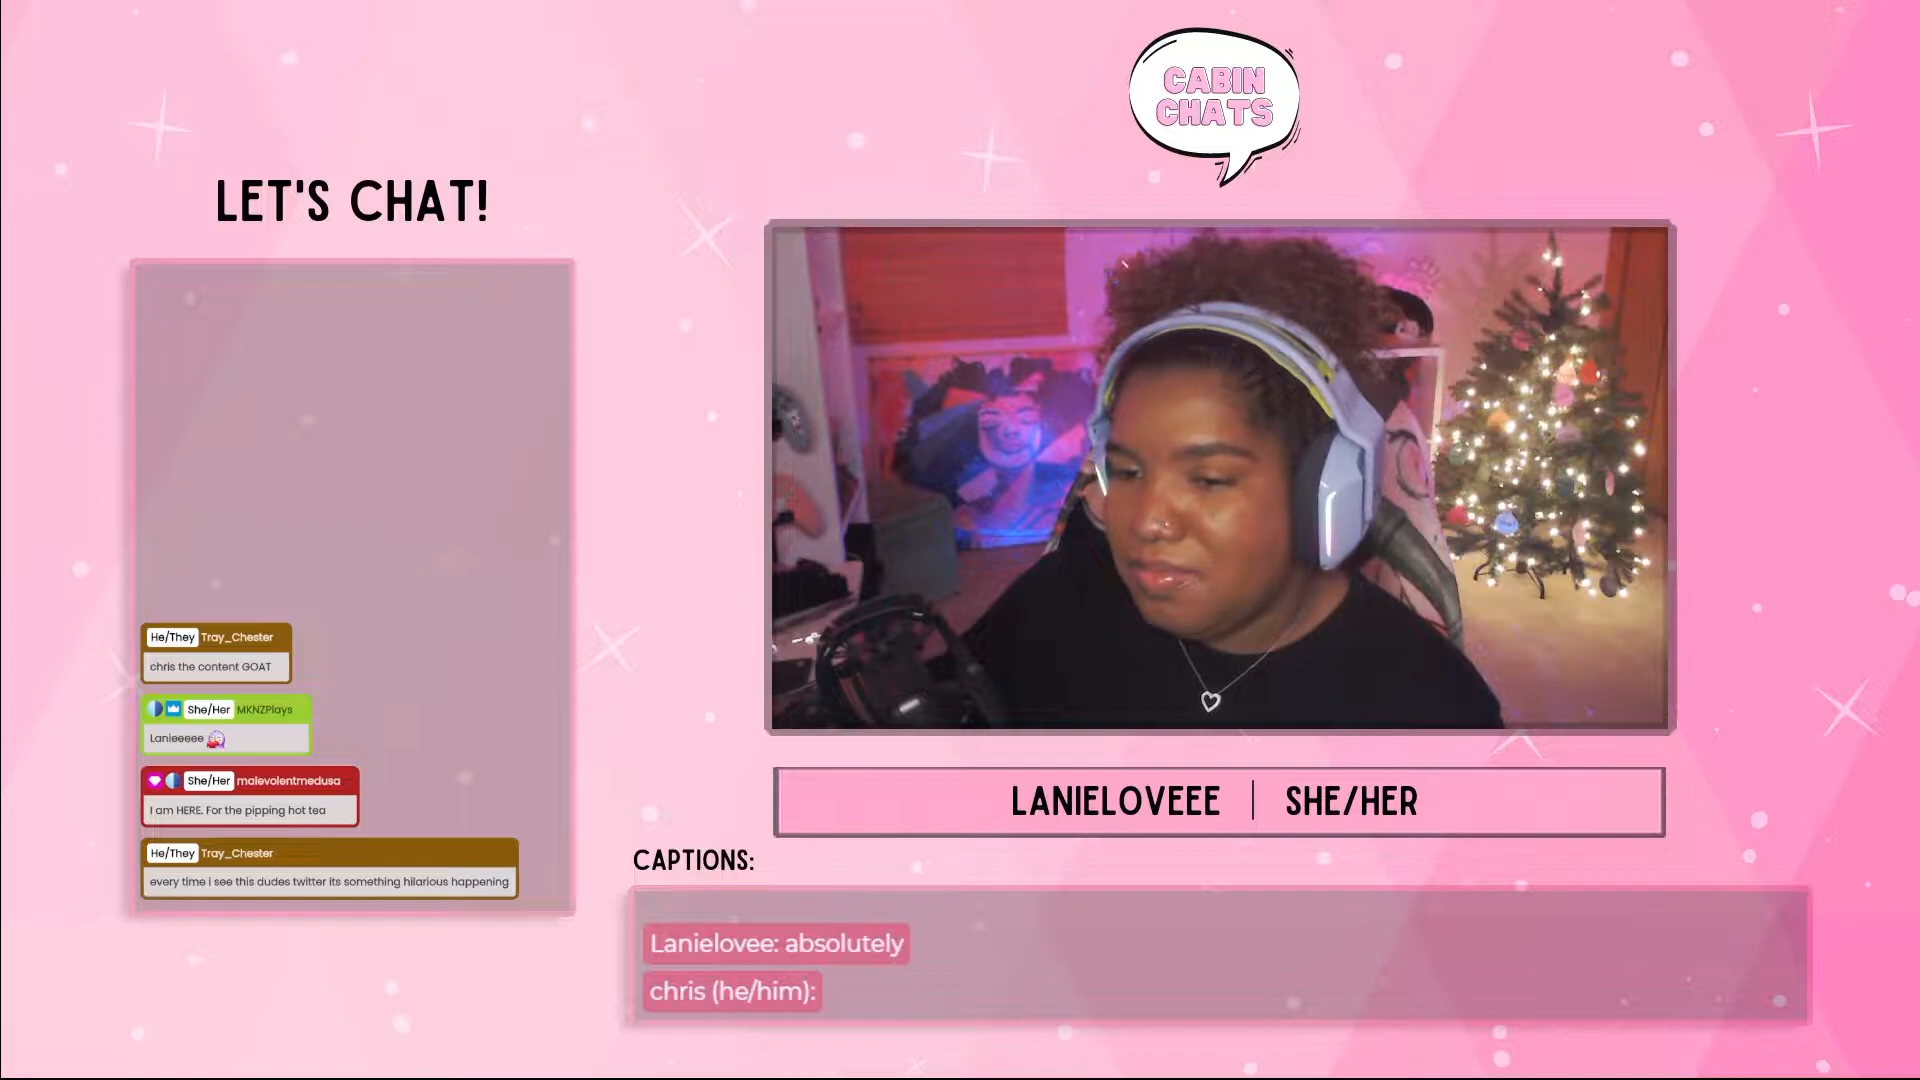 CABIN
CHATS
LET'S CHAT!
He/They Tray_Chester
chris the content GOAT
She/Her MKNZPlays
Lanieeeee
She/Her malevolentmedusa
I am HERE. For the pipping hot tea
He/They Tray_Chester
every time i see this dudes twitter its something hilarious happening
LANIELOVEEE | SHE/HER
CAPTIONS:
Lanielovee: absolutely
chris (he/him):